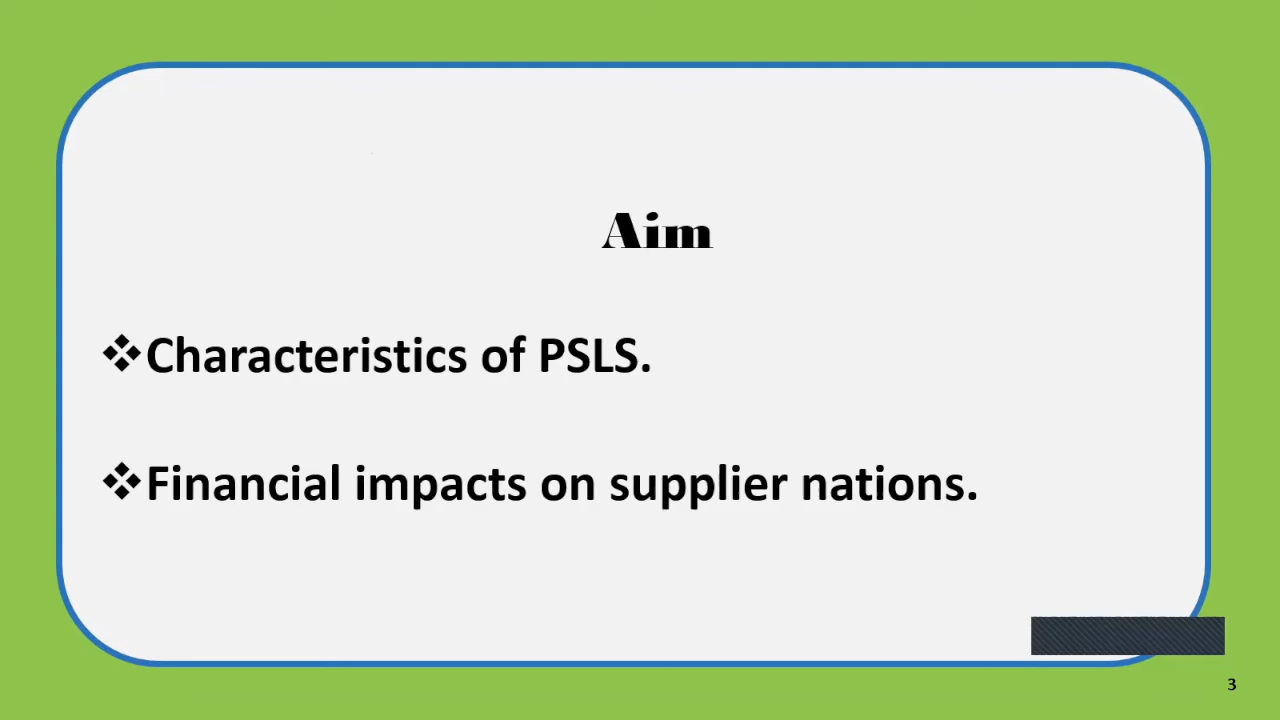 Aim
❖Characteristics of PSLS.
❖Financial impacts on supplier nations.
3